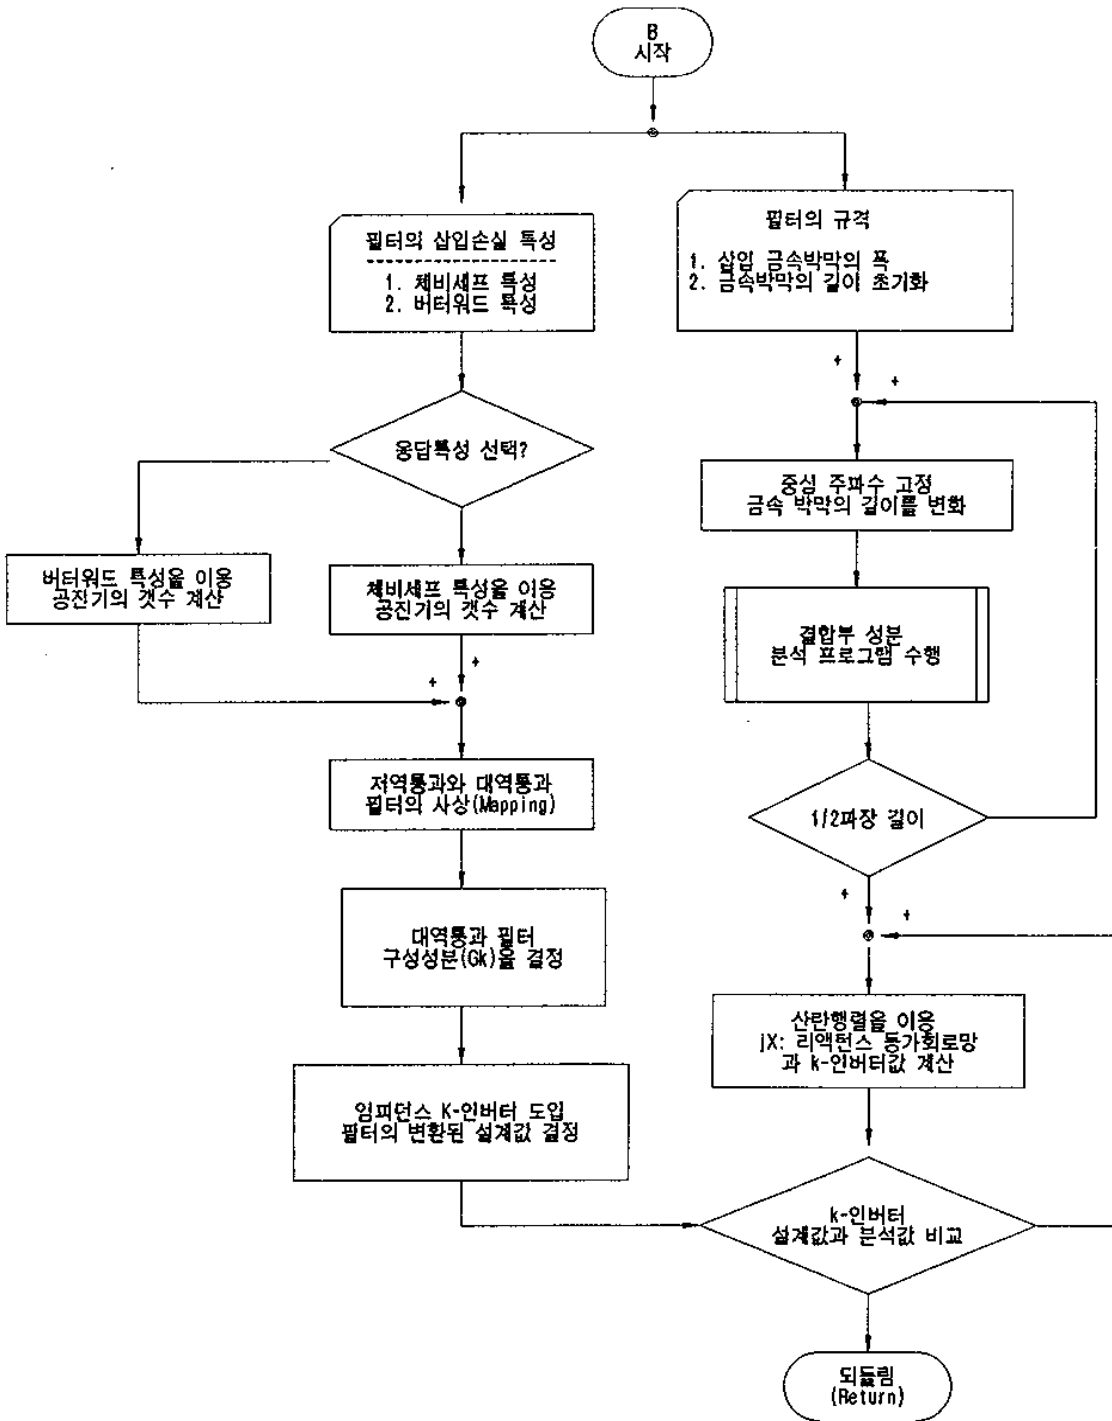 B
시작
필터의 삽입손실 특성
1. 체비세프 특성
2. 버터워드 특성
필터의 규격
1. 삽입 금속박막의 폭
2. 금속박막의 길이 초기화
+
+
응답특성 선택?
중심 주파수 고정
금속 박막의 길이를 변화
버터워드 특성을 이용
공진기의 갯수 계산
체비세프 특성을 이용
공진기의 갯수 계산
결합부 성분
분석 프로그램 수행
+
+
저역통과와 대역통과
필터의 사상(Mapping)
1/2파장 길이
+
+
대역통과 필터
구성성분(Gk)을 결정
산란행렬을 이용
jX: 리액턴스 등가회로망
과 k-인버터값 계산
임피던스 K-인버터 도입
필터의 변환된 설계값 결정
k-인버터
설계값과 분석값 비교
되돌림
(Return)